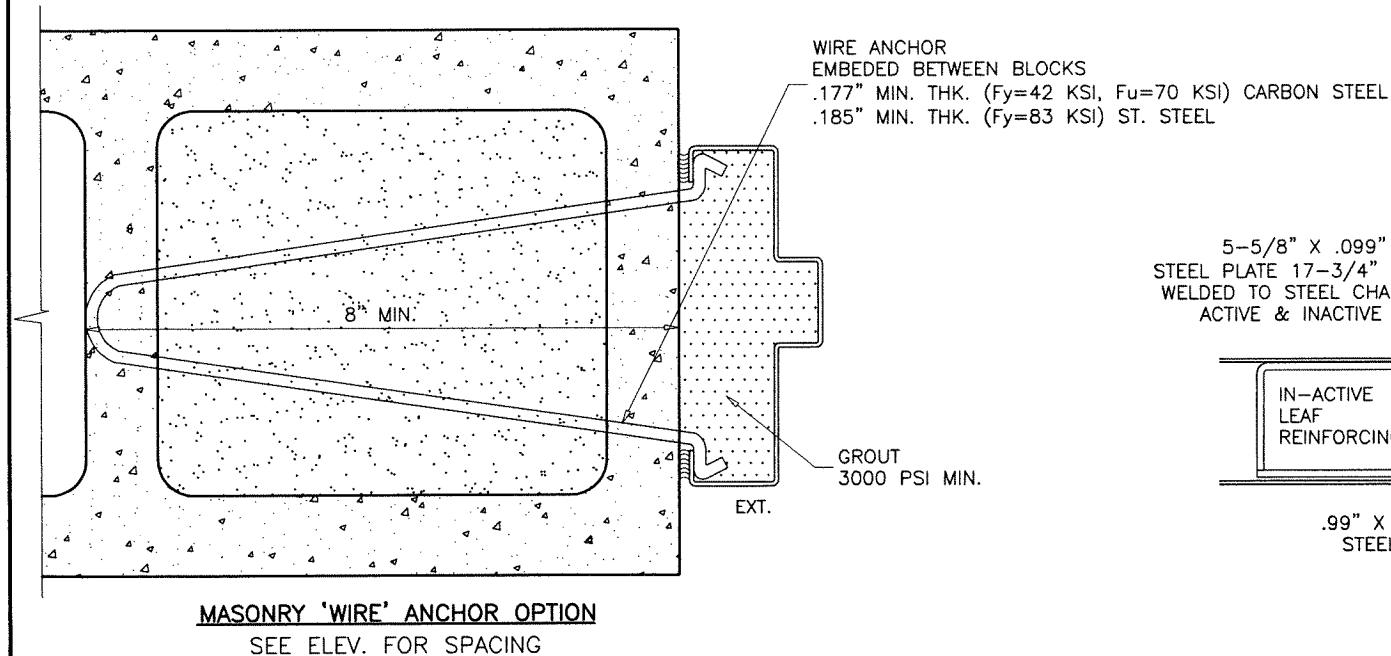 WIRE ANCHOR
EMBEDED BETWEEN BLOCKS
.177" MIN. THK. (Fy=42 KSI, Fu=70 KSI) CARBON STEEL
.185" MIN. THK. (Fy=83 KSI) ST. STEEL
8" MIN.
GROUT
3000 PSI MIN.
EXT.
MASONRY 'WIRE' ANCHOR OPTION
SEE ELEV. FOR SPACING
5-5/8" X .099"
STEEL PLATE 17-3/4"
WELDED TO STEEL CHA
ACTIVE & INACTIVE
IN-ACTIVE
LEAF
REINFORCING
.99" X
STEEL